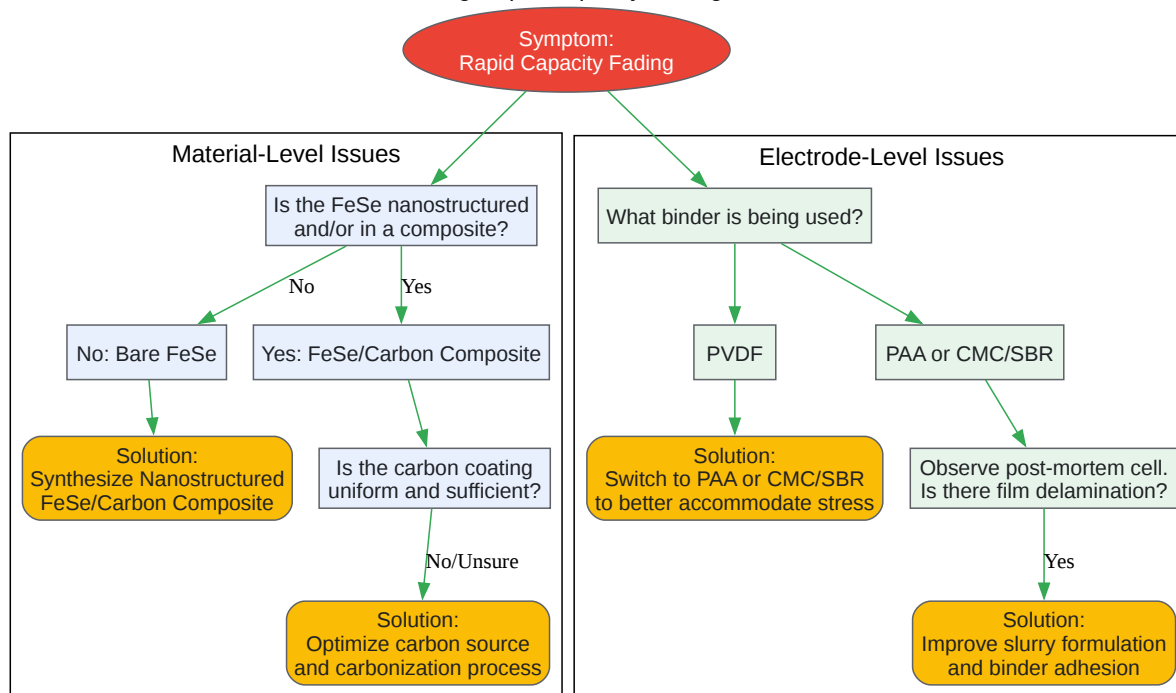 Symptom:
Rapid Capacity Fading
Material-Level Issues
Is the FeSe nanostructured
and/or in a composite?
No
Yes
No: Bare FeSe
Yes: FeSe/Carbon Composite
Solution:
Synthesize Nanostructured
FeSe/Carbon Composite
Is the carbon coating
uniform and sufficient?
No/Unsure
Solution:
Optimize carbon source
and carbonization process
Electrode-Level Issues
What binder is being used?
PVDF
PAA or CMC/SBR
Solution:
Switch to PAA or CMC/SBR
to better accommodate stress
Observe post-mortem cell.
Is there film delamination?
Yes
Solution:
Improve slurry formulation
and binder adhesion